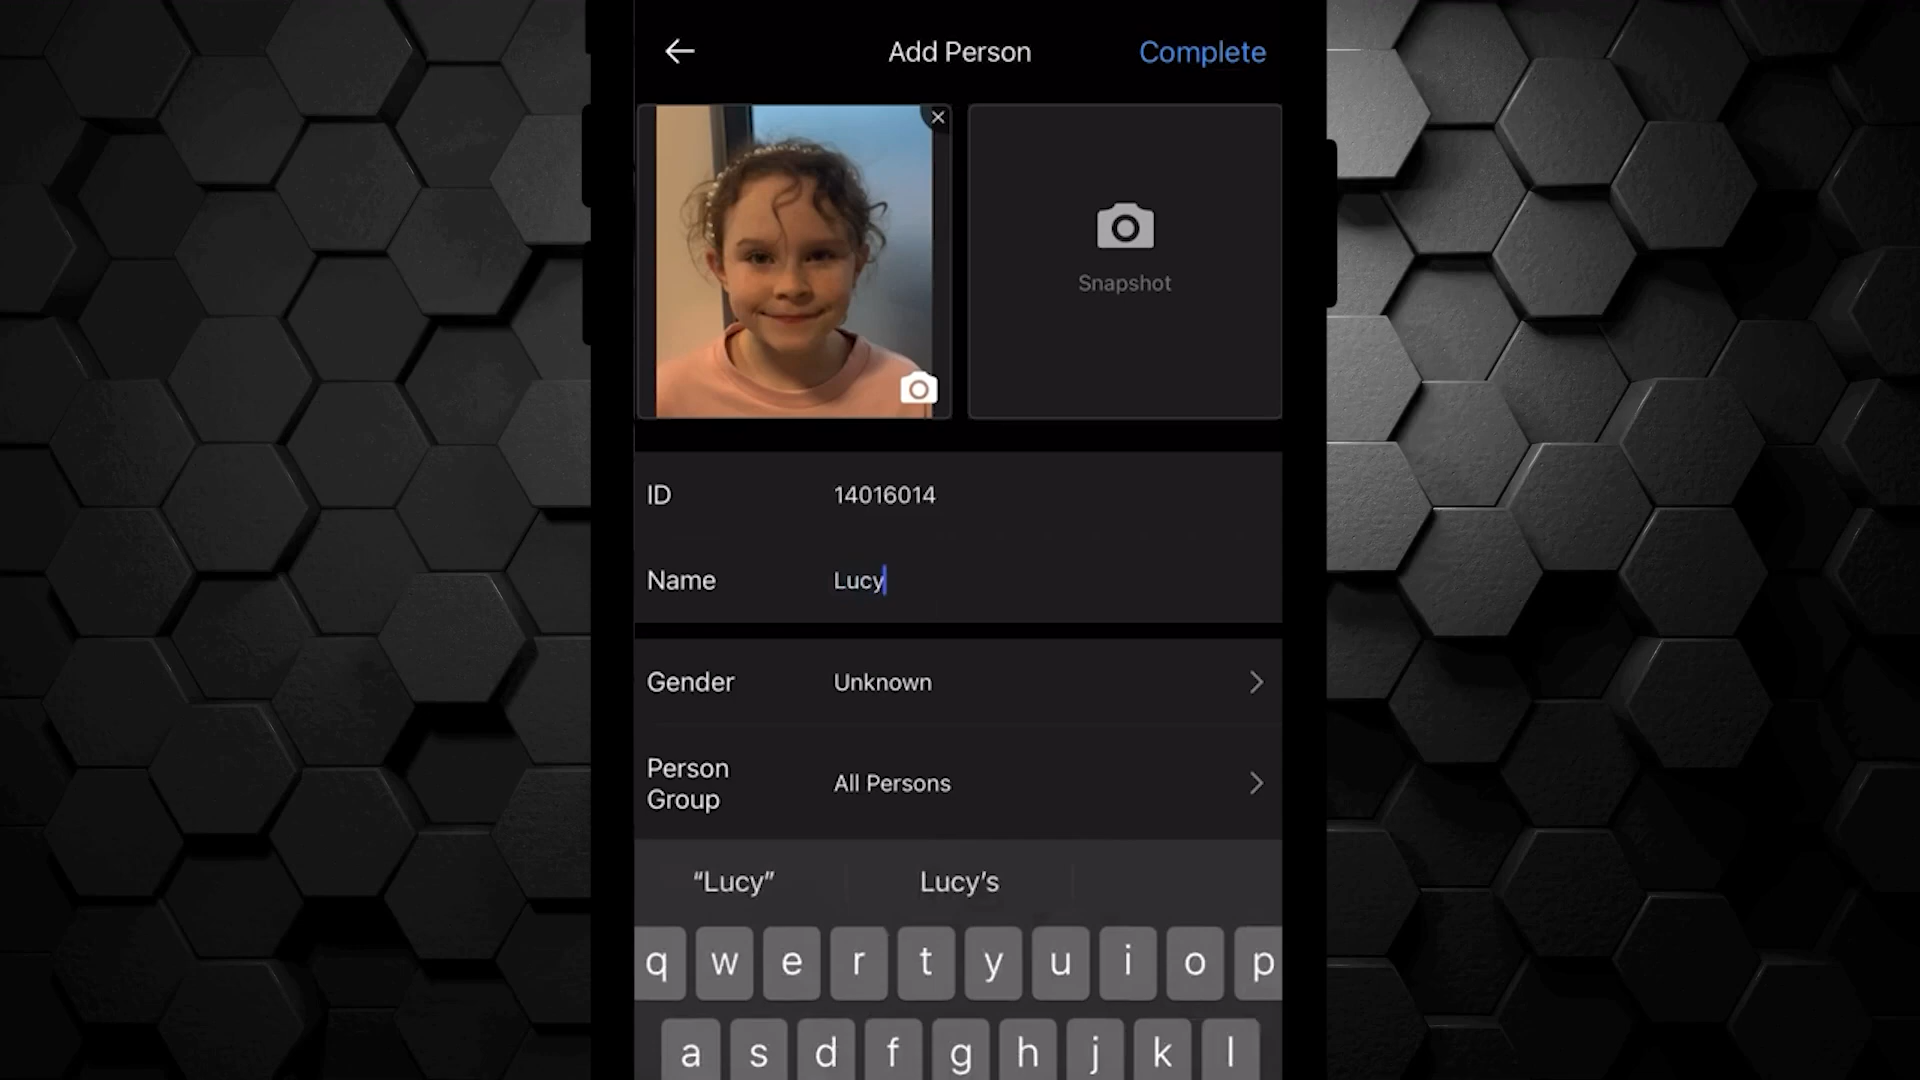 Add Person
Complete
Snapshot
ID 14016014
Name Lucy
Gender Unknown
Person
Group
All Persons
“Lucy” Lucy’s
q w e r t y u i o p
a s d f g h j k l